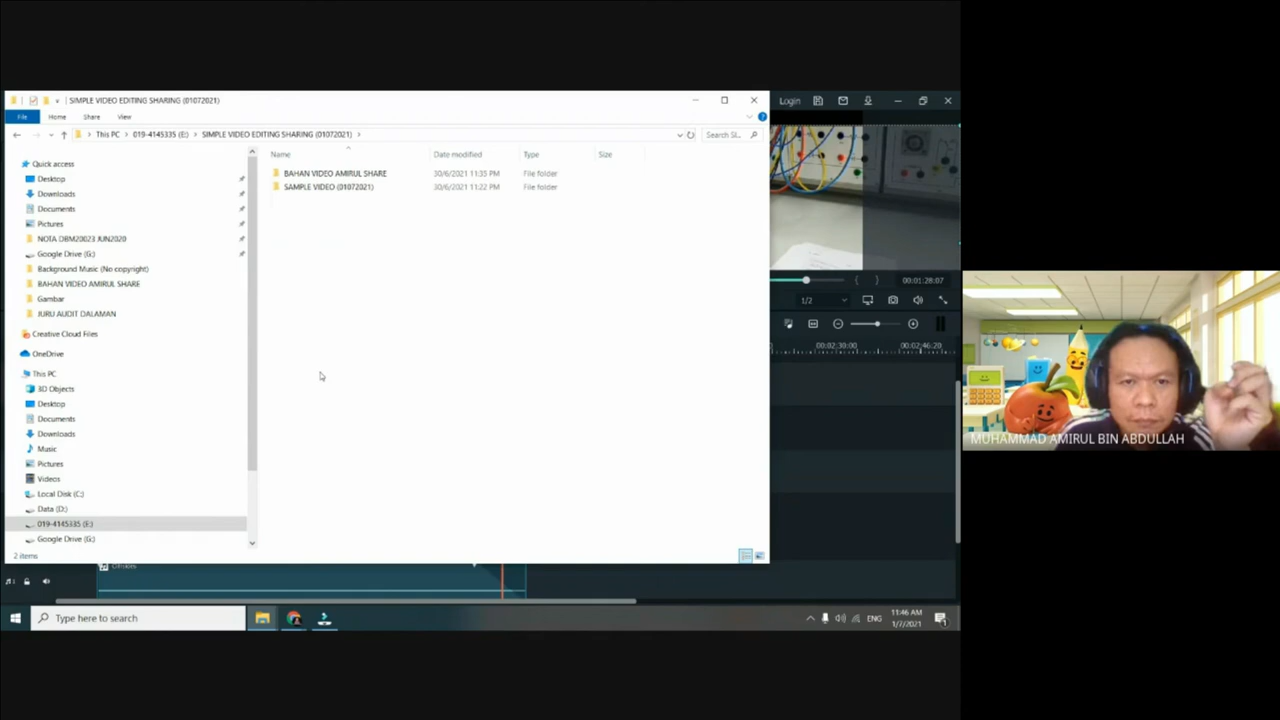 SIMPLE VIDEO EDITING SHARING (01072021)
File Home Share View
This PC 019-4145335 (E:) SIMPLE VIDEO EDITING SHARING (01072021)
Name Date modified Type Size
BAHAN VIDEO AMIRUL SHARE 30/6/2021 11:35 PM File folder
SAMPLE VIDEO (01072021) 30/6/2021 11:22 PM File folder
Quick access
Desktop
Downloads
Documents
Pictures
NOTA DBM20023 JUN2020
Google Drive (G:)
Background Music (No copyright)
BAHAN VIDEO AMIRUL SHARE
Gambar
JURU AUDIT DALAMAN
Creative Cloud Files
OneDrive
This PC
3D Objects
Desktop
Documents
Downloads
Music
Pictures
Videos
Local Disk (C:)
Data (D:)
019-4145335 (E:)
Google Drive (G:)
2 items
Login
00:01:28:07
1/2
00:02:30:00 00:02:46:20
Type here to search
ENG
11:46 AM
1/7/2021
MUHAMMAD AMIRUL BIN ABDULLAH